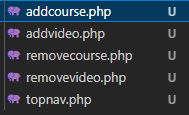 addcourse.php U
addvideo.php U
removecourse.php U
removevideo.php U
topnav.php U